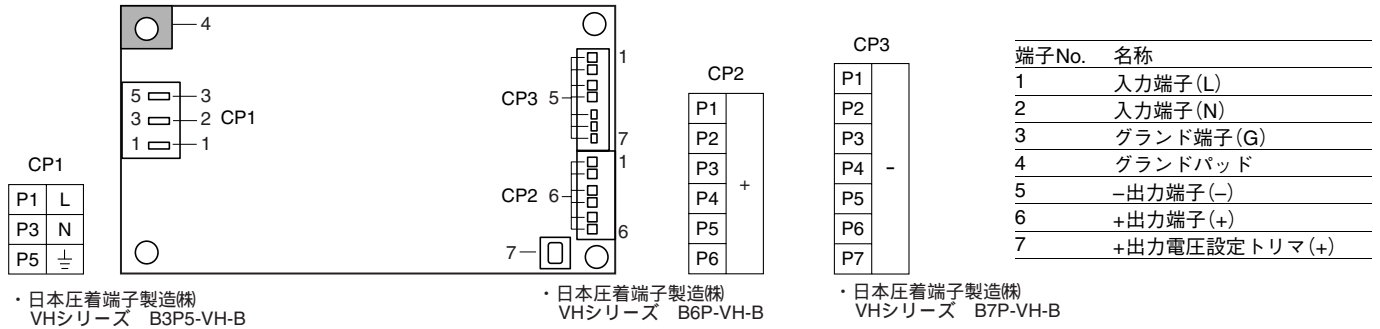 4
5 3
3 2 CP1
1 1
CP3 5
1
7
CP2 6
1
6
7
CP1
P1 L
P3 N
P5
・日本圧着端子製造㈱
VHシリーズ B3P5-VH-B
CP2
P1
P2
P3
P4
P5
P6
+
・日本圧着端子製造㈱
VHシリーズ B6P-VH-B
CP3
P1
P2
P3
P4
P5
P6
P7
-
・日本圧着端子製造㈱
VHシリーズ B7P-VH-B
端子No. 名称
1 入力端子(L)
2 入力端子(N)
3 グランド端子(G)
4 グランドパッド
5 –出力端子(–)
6 +出力端子(+)
7 +出力電圧設定トリマ(+)